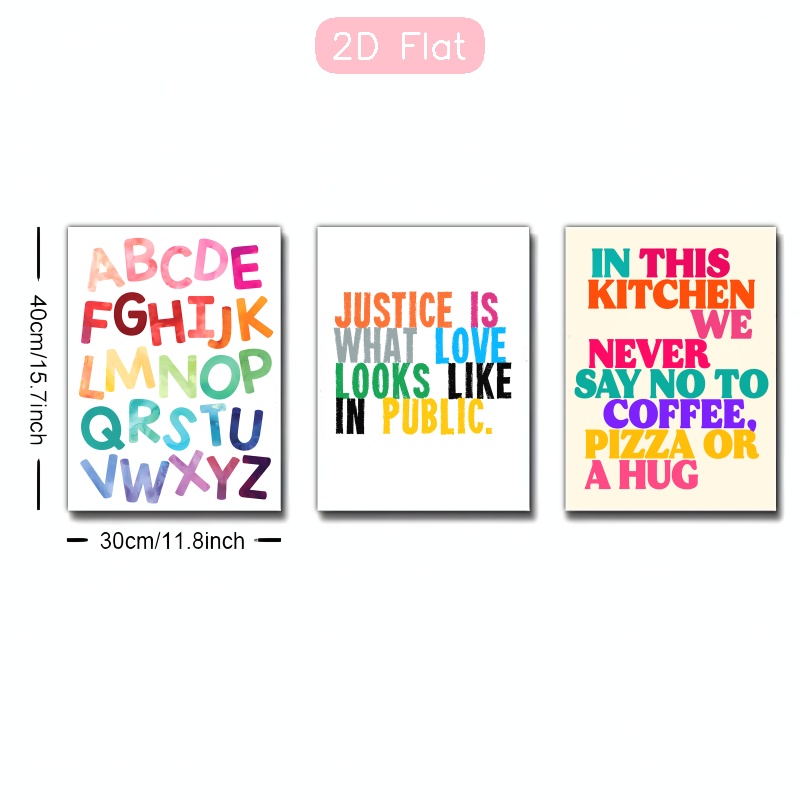 2D Flat
40cm/15.7inch
ABCDE
FGHIJK
LMNOP
QRSTU
VWXYZ
30cm/11.8inch
JUSTICE IS
WHAT LOVE
LOOKS LIKE
IN PUBLIC.
IN THIS
KITCHEN
WE
NEVER
SAY NO TO
COFFEE,
PIZZA OR
A HUG